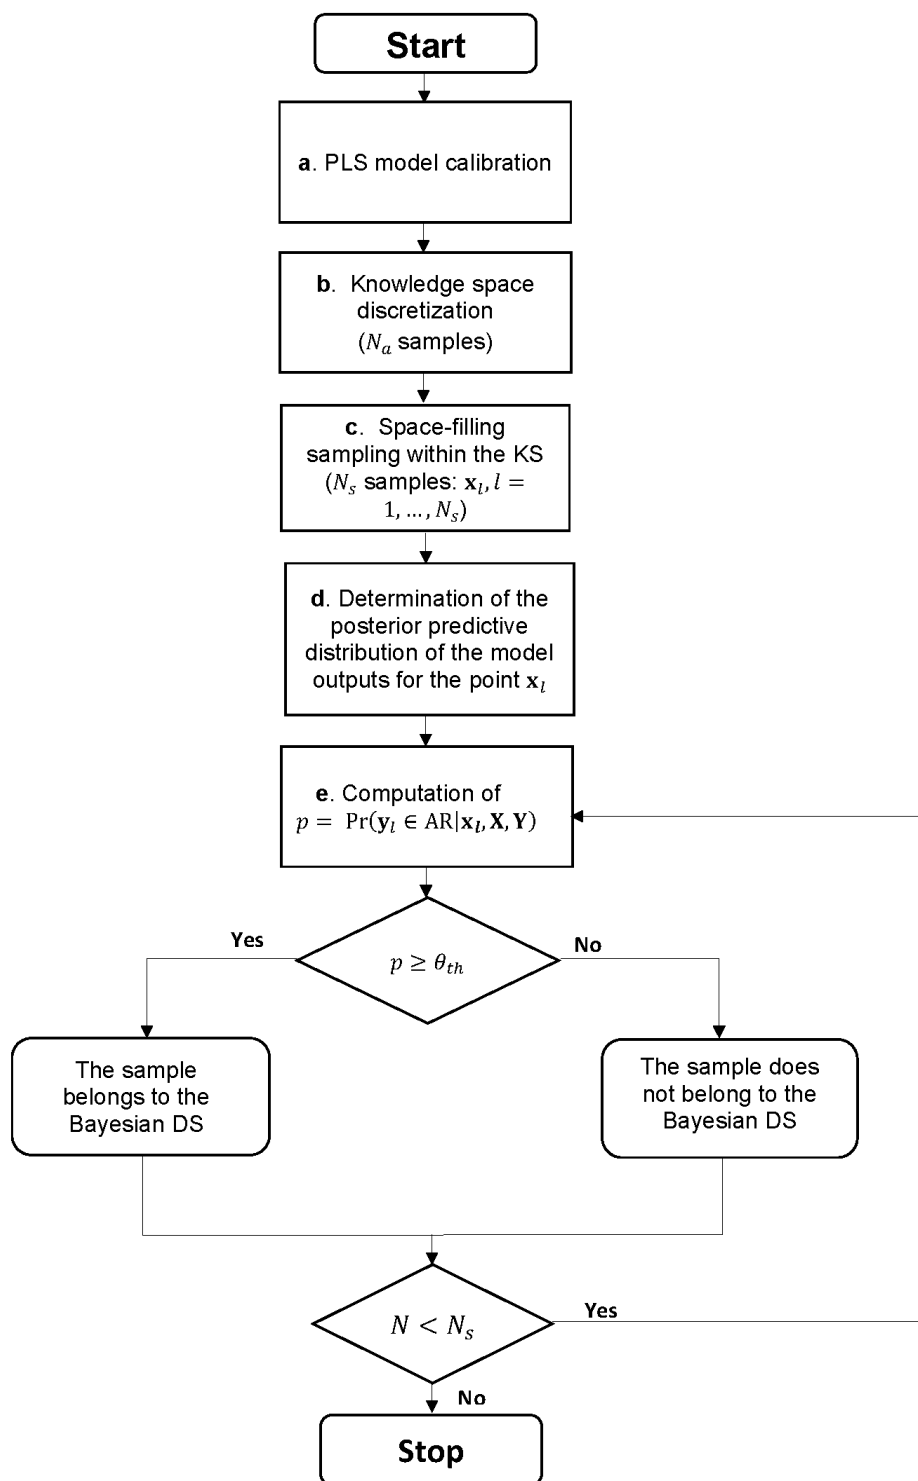 Start
a. PLS model calibration
b. Knowledge space
discretization
(N_a samples)
c. Space-filling
sampling within the KS
(N_s samples: x_l, l =
1, …, N_s)
d. Determination of the
posterior predictive
distribution of the model
outputs for the point x_l
e. Computation of
p = Pr(y_l ∈ AR|x_l, X, Y)
Yes
No
p ≥ θ_th
The sample
belongs to the
Bayesian DS
The sample does
not belong to the
Bayesian DS
N < N_s
Yes
No
Stop